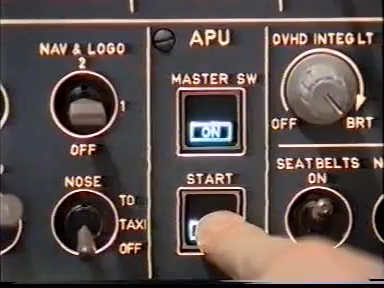 NAV & LOGO
2
1
OFF
NOSE
TO
TAXI
OFF
APU
MASTER SW
ON
START
OVHD INTEG LT
OFF
BRT
SEAT BELTS
ON